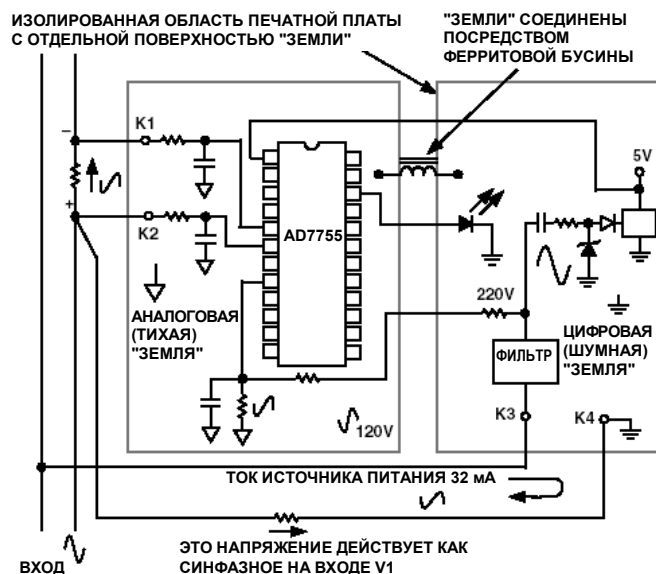 ИЗОЛИРОВАННАЯ ОБЛАСТЬ ПЕЧАТНОЙ ПЛАТЫ
С ОТДЕЛЬНОЙ ПОВЕРХНОСТЬЮ "ЗЕМЛИ"
"ЗЕМЛИ" СОЕДИНЕНЫ
ПОСРЕДСТВОМ
ФЕРРИТОВОЙ БУСИНЫ
K1
–
+
K2
AD7755
5V
АНАЛОГОВАЯ
(ТИХАЯ)
"ЗЕМЛЯ"
220V
ЦИФРОВАЯ
(ШУМНАЯ)
"ЗЕМЛЯ"
ФИЛЬТР
120V
K3
K4
ТОК ИСТОЧНИКА ПИТАНИЯ 32 мА
ЭТО НАПРЯЖЕНИЕ ДЕЙСТВУЕТ КАК
СИНФАЗНОЕ НА ВХОДЕ V1
ВХОД